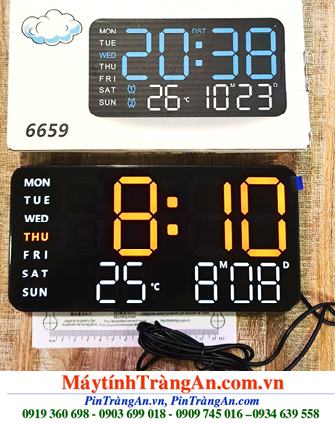 MON
TUE
WED
THU
FRI
SAT
SUN
DST
20:38
26 °C
10 M 23 D
6659
MON
TUE
WED
THU
FRI
SAT
SUN
8:10
25 °C
8 M 08 D
MáytínhTràngAn.com.vn
PinTràngAn.vn, PinTràngAn.com.vn
0919 360 698 - 0903 699 018 - 0909 745 016 –0934 639 558